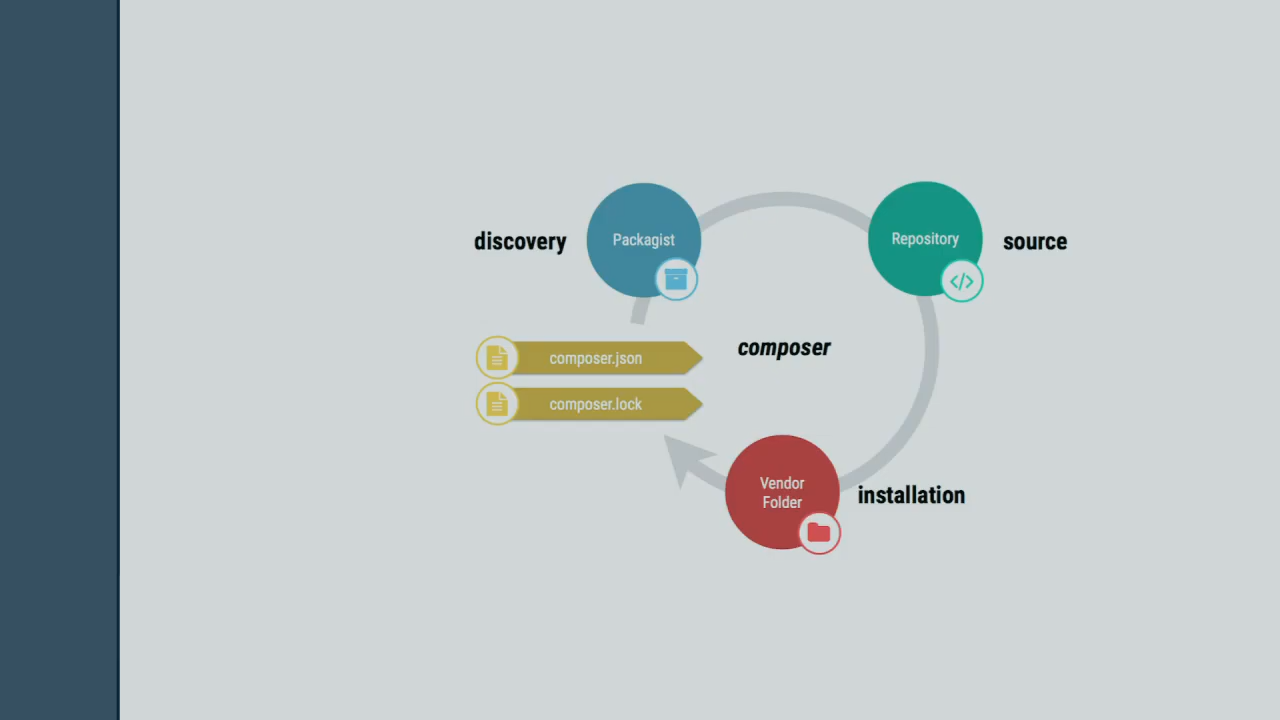 discovery
Packagist
Repository
source
composer
composer.json
composer.lock
Vendor
Folder
installation